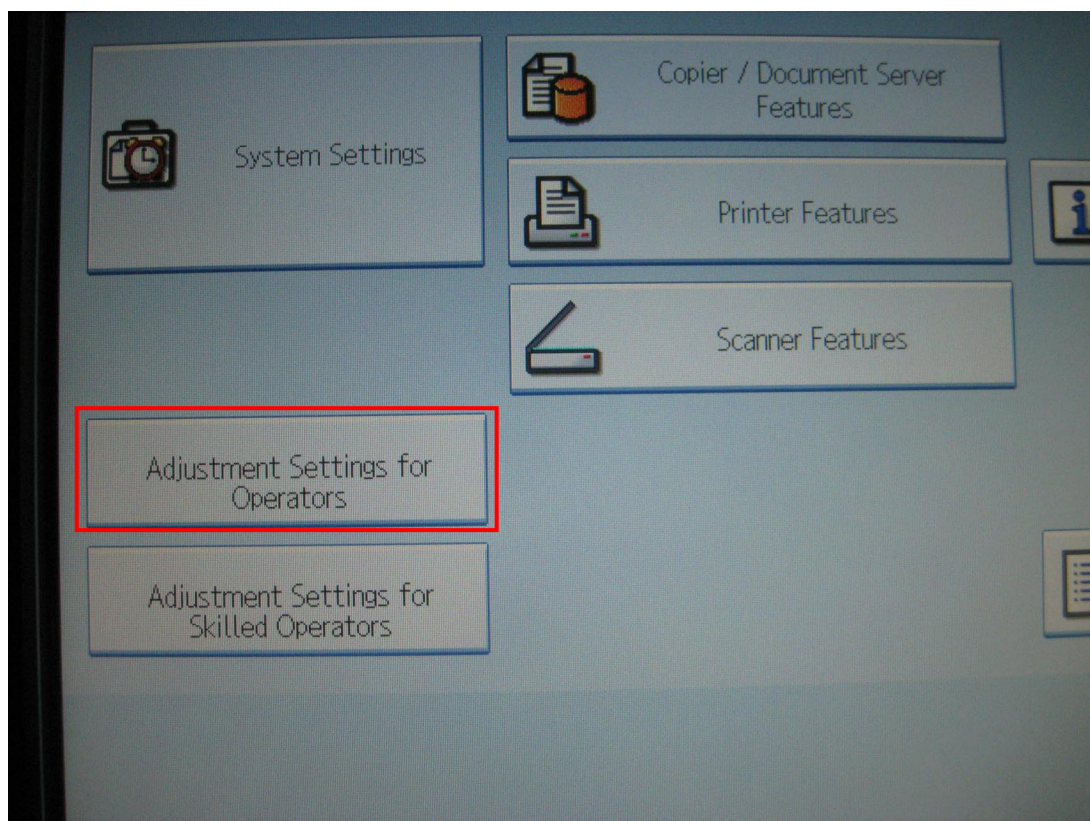 System Settings
Copier / Document Server
Features
Printer Features
Scanner Features
Adjustment Settings for
Operators
Adjustment Settings for
Skilled Operators